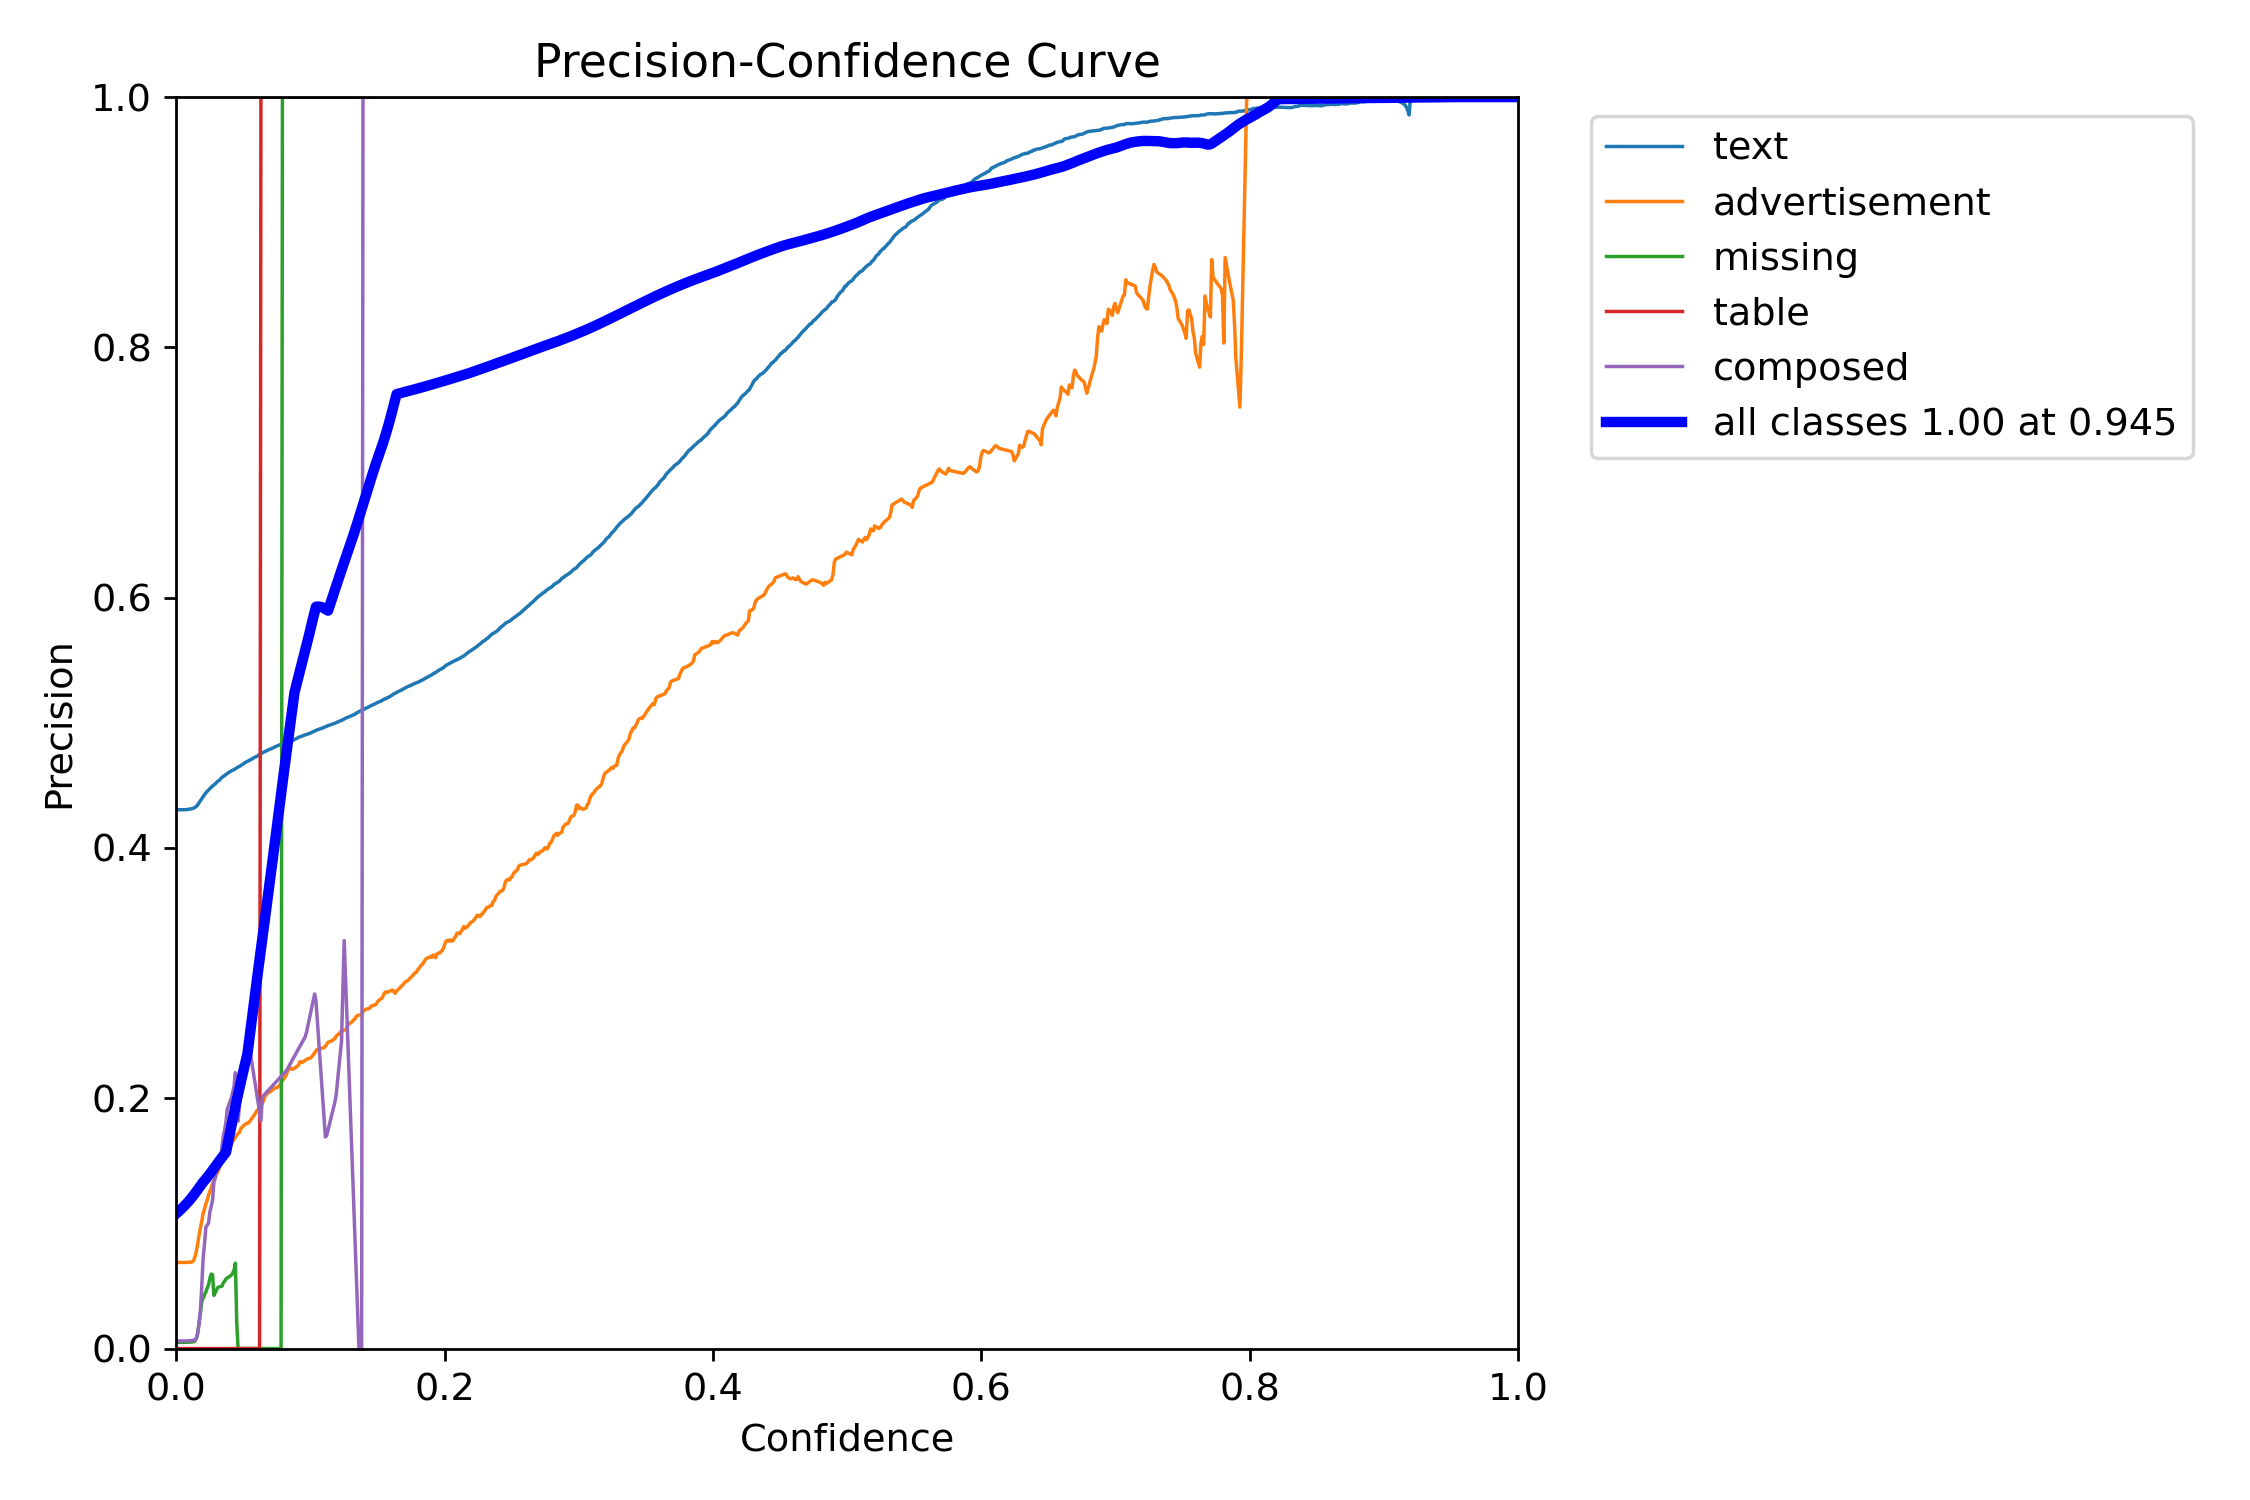 Precision-Confidence Curve
1.0
0.8
0.6
0.4
0.2
0.0
Precision
0.0 0.2 0.4 0.6 0.8 1.0
Confidence
text
advertisement
missing
table
composed
all classes 1.00 at 0.945